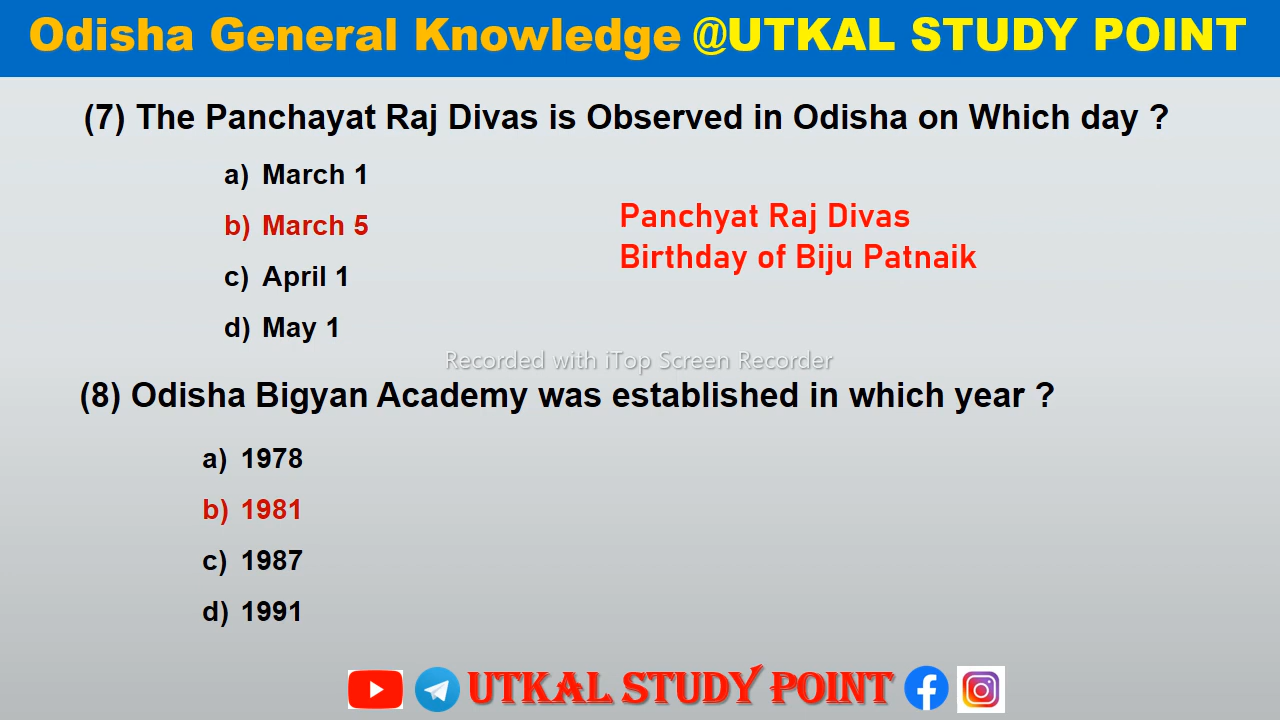 Odisha General Knowledge @UTKAL STUDY POINT
(7) The Panchayat Raj Divas is Observed in Odisha on Which day ?
a) March 1
b) March 5
c) April 1
d) May 1
Panchyat Raj Divas
Birthday of Biju Patnaik
Recorded with iTop Screen Recorder
(8) Odisha Bigyan Academy was established in which year ?
a) 1978
b) 1981
c) 1987
d) 1991
UTKAL STUDY POINT